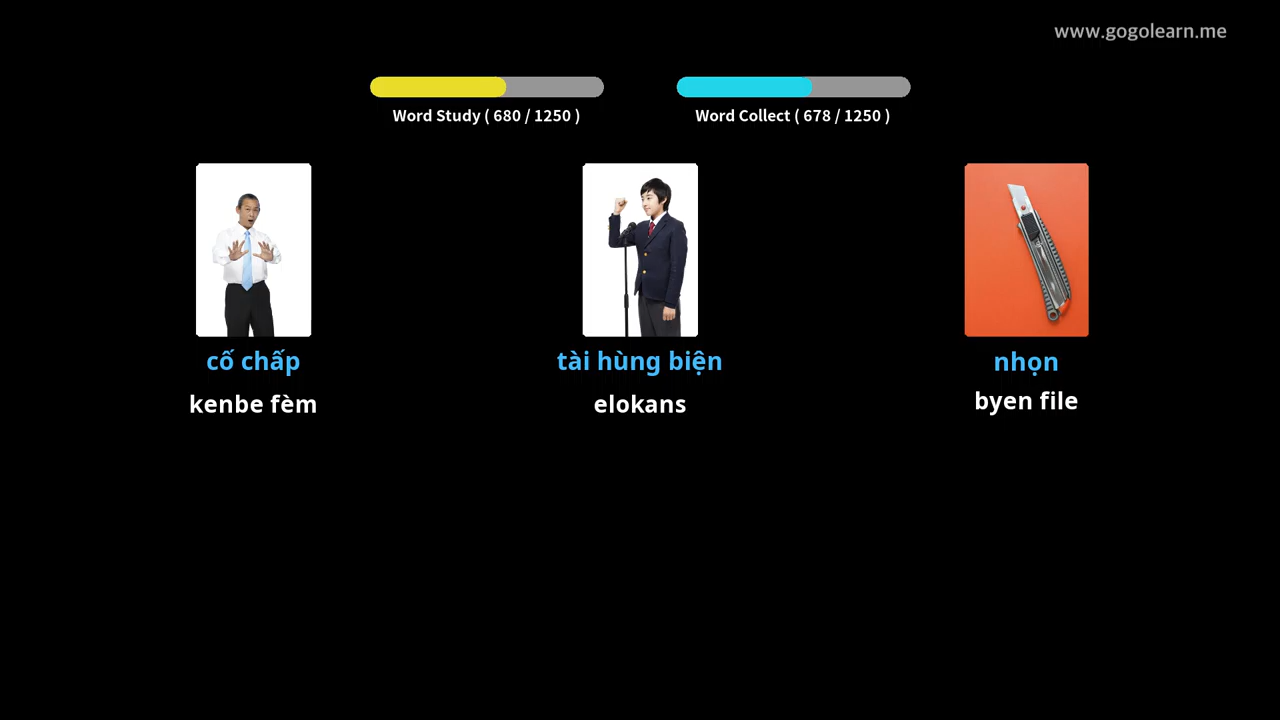 www.gogolearn.me
Word Study ( 680 / 1250 )
Word Collect ( 678 / 1250 )
cố chấp
kenbe fèm
tài hùng biện
elokans
nhọn
byen file